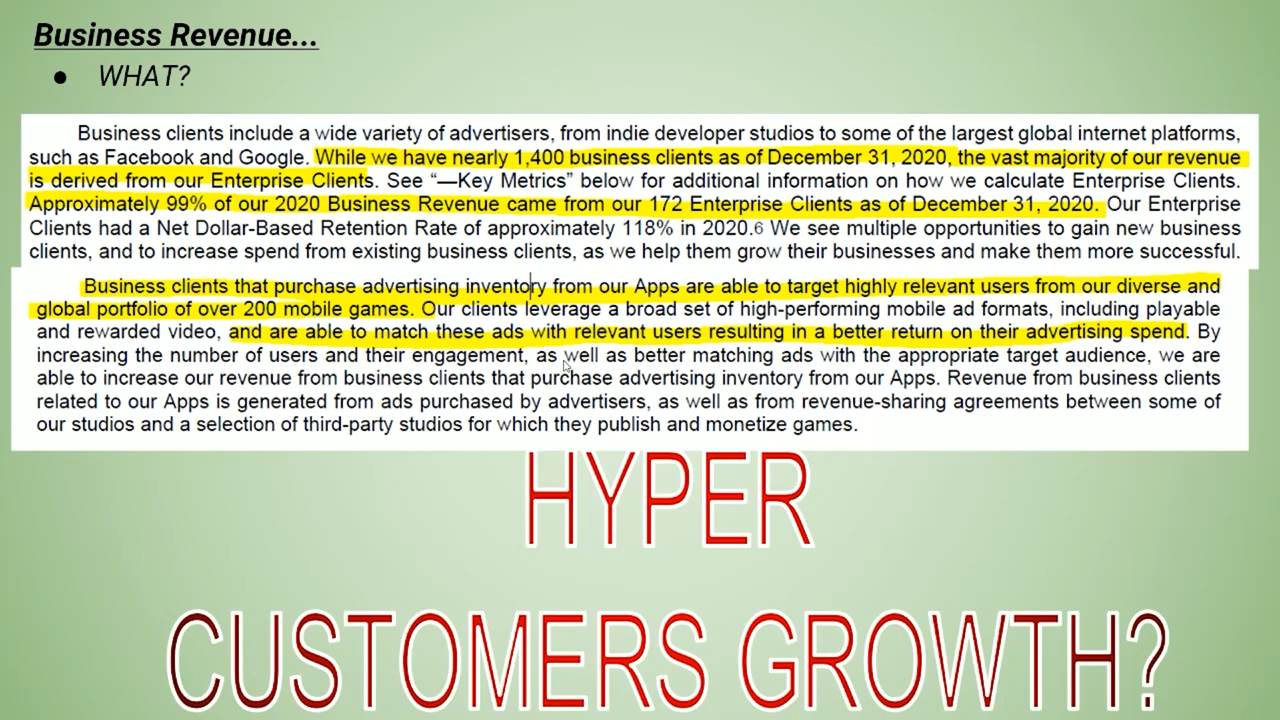 Business Revenue...
● WHAT?
Business clients include a wide variety of advertisers, from indie developer studios to some of the largest global internet platforms,
such as Facebook and Google. While we have nearly 1,400 business clients as of December 31, 2020, the vast majority of our revenue
is derived from our Enterprise Clients. See “—Key Metrics” below for additional information on how we calculate Enterprise Clients.
Approximately 99% of our 2020 Business Revenue came from our 172 Enterprise Clients as of December 31, 2020. Our Enterprise
Clients had a Net Dollar-Based Retention Rate of approximately 118% in 2020.6 We see multiple opportunities to gain new business
clients, and to increase spend from existing business clients, as we help them grow their businesses and make them more successful.
Business clients that purchase advertising inventory from our Apps are able to target highly relevant users from our diverse and
global portfolio of over 200 mobile games. Our clients leverage a broad set of high-performing mobile ad formats, including playable
and rewarded video, and are able to match these ads with relevant users resulting in a better return on their advertising spend. By
increasing the number of users and their engagement, as well as better matching ads with the appropriate target audience, we are
able to increase our revenue from business clients that purchase advertising inventory from our Apps. Revenue from business clients
related to our Apps is generated from ads purchased by advertisers, as well as from revenue-sharing agreements between some of
our studios and a selection of third-party studios for which they publish and monetize games.
HYPER
CUSTOMERS GROWTH?